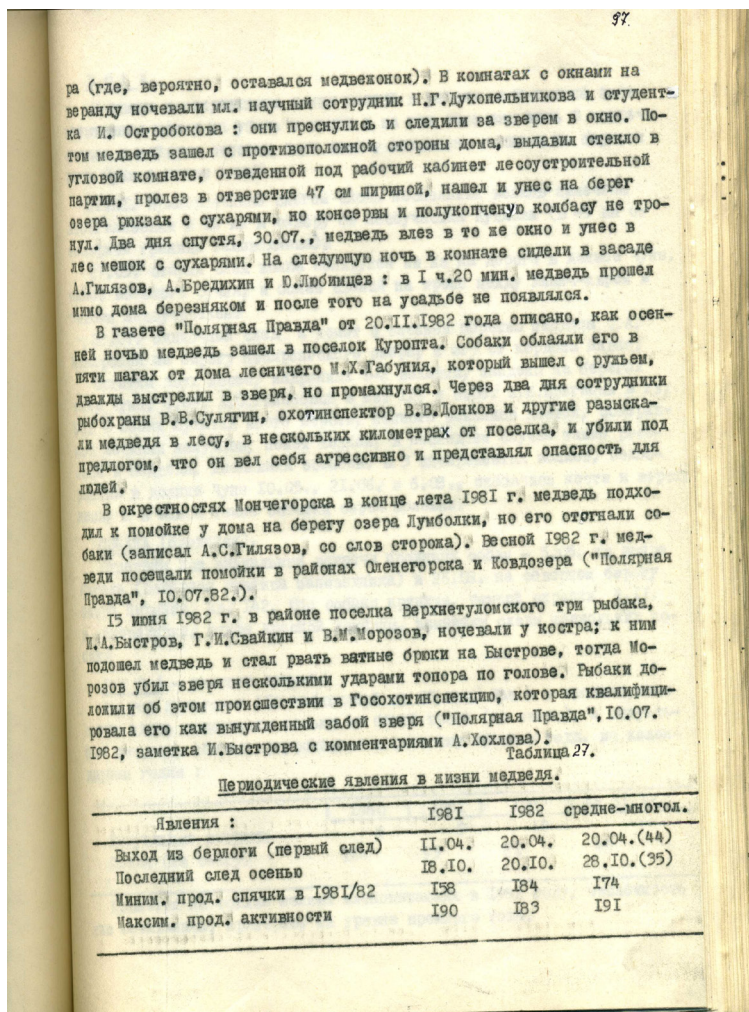 97.
ра (где, вероятно, оставался медвежонок). В комнатах с окнами на
веранду ночевали мл. научный сотрудник Н.Г.Духопельникова и студент-
ка И. Остробокова : они преснулись и следили за зверем в окно. По-
том медведь зашел с противоположной стороны дома, выдавил стекло в
угловой комнате, отведенной под рабочий кабинет лесоустроительной
партии, пролез в отверстие 47 см шириной, нашел и унес на берег
озера рюкзак с сухарями, но консервы и полукопченую колбасу не тро-
нул. Два дня спустя, 30.07., медведь влез в то же окно и унес в
лес мешок с сухарями. На следующую ночь в комнате сидели в засаде
А.Гилязов, А.Бредихин и Ю.Любимцев : в I ч.20 мин. медведь прошел
мимо дома березняком и после того на усадьбе не появлялся.
В газете "Полярная Правда" от 20.II.1982 года описано, как осен-
ней ночью медведь зашел в поселок Куропта. Собаки облаяли его в
пяти шагах от дома лесничего М.Х.Габуния, который вышел с ружьем,
дважды выстрелил в зверя, но промахнулся. Через два дня сотрудники
рыбохраны В.В.Сулягин, охотинспектор В.В.Донков и другие разыска-
ли медведя в лесу, в нескольких километрах от поселка, и убили под
предлогом, что он вел себя агрессивно и представлял опасность для
людей.
В окрестностях Мончегорска в конце лета 1981 г. медведь подхо-
дил к помойке у дома на берегу озера Лумболки, но его отогнали со-
баки (записал А.С.Гилязов, со слов сторожа). Весной 1982 г. мед-
веди посещали помойки в районах Оленегорска и Ковдозера ("Полярная
Правда", 10.07.82.).
15 июня 1982 г. в районе поселка Верхнетуломского три рыбака,
И.А.Быстров, Г.И.Свайкин и В.М.Морозов, ночевали у костра; к ним
подошел медведь и стал рвать ватные брюки на Быстрове, тогда Мо-
розов убил зверя несколькими ударами топора по голове. Рыбаки до-
ложили об этом происшествии в Госохотинспекцию, которая квалифици-
ровала его как вынужденный забой зверя ("Полярная Правда",10.07.
1982, заметка И.Быстрова с комментариями А.Хохлова).
Таблица 27.
Периодические явления в жизни медведя.
Явления : I98I I982 средне-многол.
Выход из берлоги (первый след) II.04. 20.04. 20.04.(44)
Последний след осенью I8.I0. 20.I0. 28.I0.(35)
Миним. прод. спячки в I98I/82 I58 I84 I74
Максим. прод. активности I90 I83 I9I